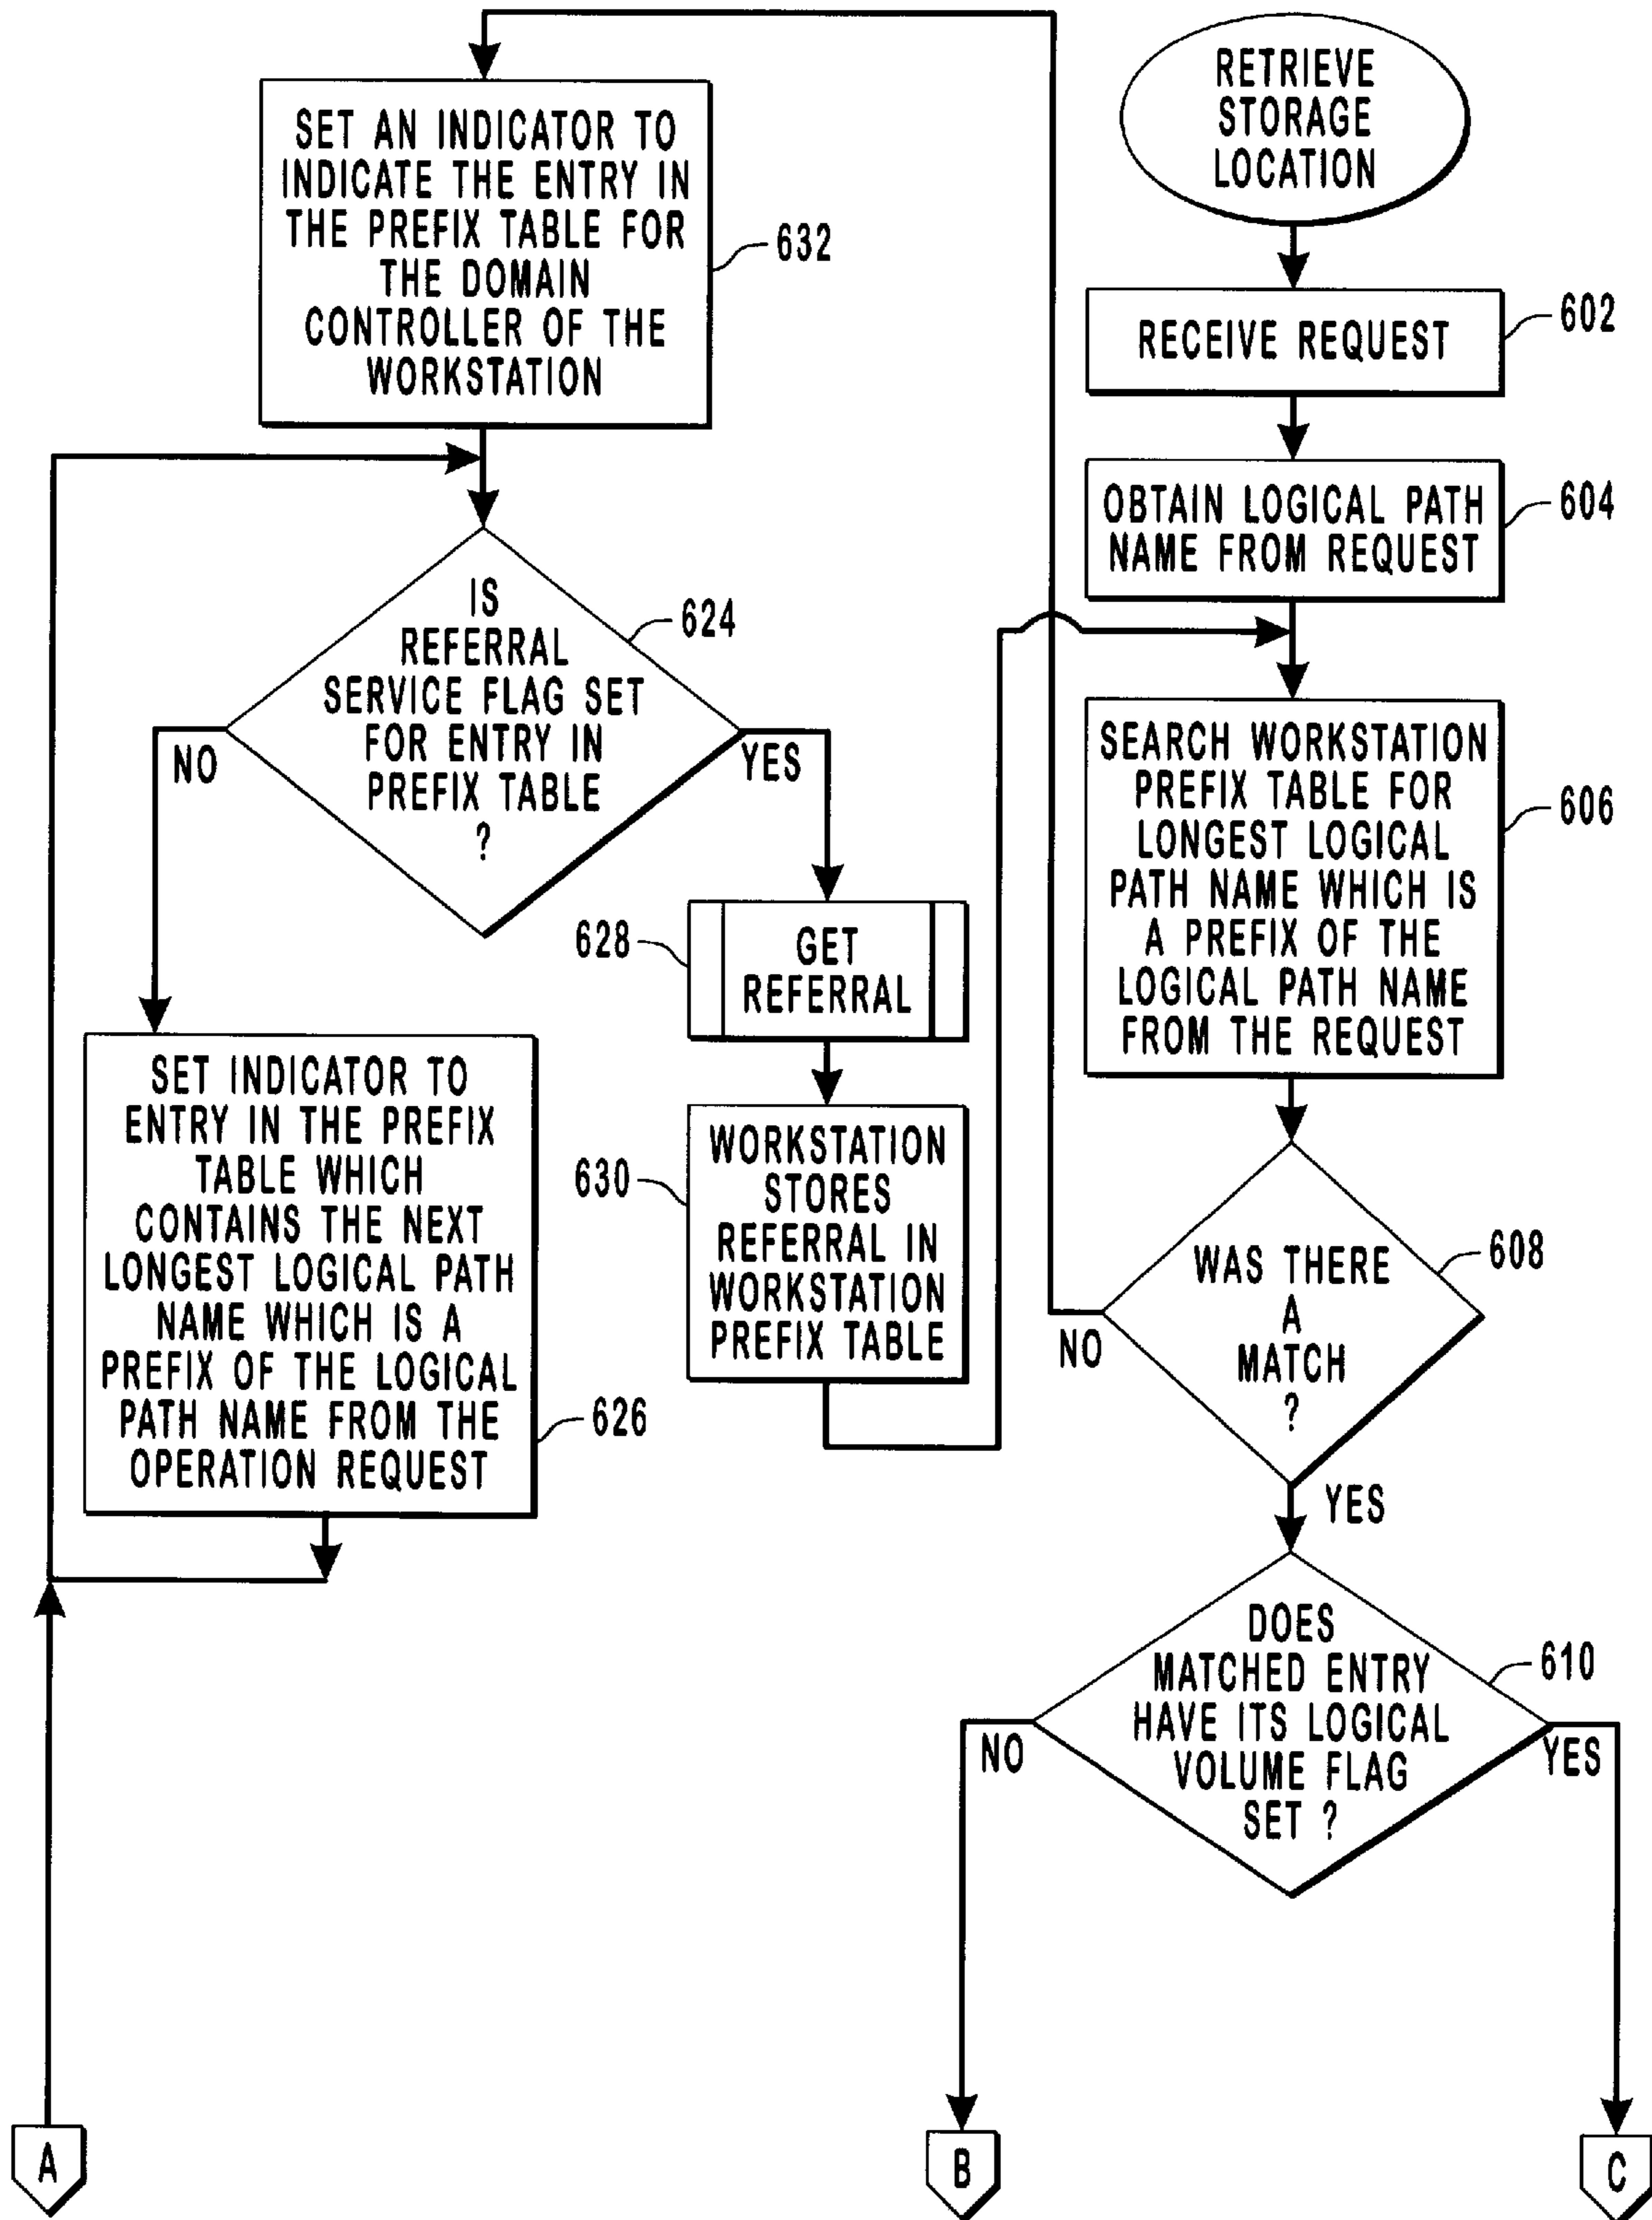 RETRIEVE
STORAGE
LOCATION
RECEIVE REQUEST
602
OBTAIN LOGICAL PATH
NAME FROM REQUEST
604
SEARCH WORKSTATION
PREFIX TABLE FOR
LONGEST LOGICAL
PATH NAME WHICH IS
A PREFIX OF THE
LOGICAL PATH NAME
FROM THE REQUEST
606
WAS THERE
A
MATCH
?
608
NO
YES
DOES
MATCHED ENTRY
HAVE ITS LOGICAL
VOLUME FLAG
SET ?
610
NO
YES
B
C
SET AN INDICATOR TO
INDICATE THE ENTRY IN
THE PREFIX TABLE FOR
THE DOMAIN
CONTROLLER OF THE
WORKSTATION
632
IS
REFERRAL
SERVICE FLAG SET
FOR ENTRY IN
PREFIX TABLE
?
624
NO
YES
628
GET
REFERRAL
630
WORKSTATION
STORES
REFERRAL IN
WORKSTATION
PREFIX TABLE
SET INDICATOR TO
ENTRY IN THE PREFIX
TABLE WHICH
CONTAINS THE NEXT
LONGEST LOGICAL PATH
NAME WHICH IS A
PREFIX OF THE LOGICAL
PATH NAME FROM THE
OPERATION REQUEST
626
A